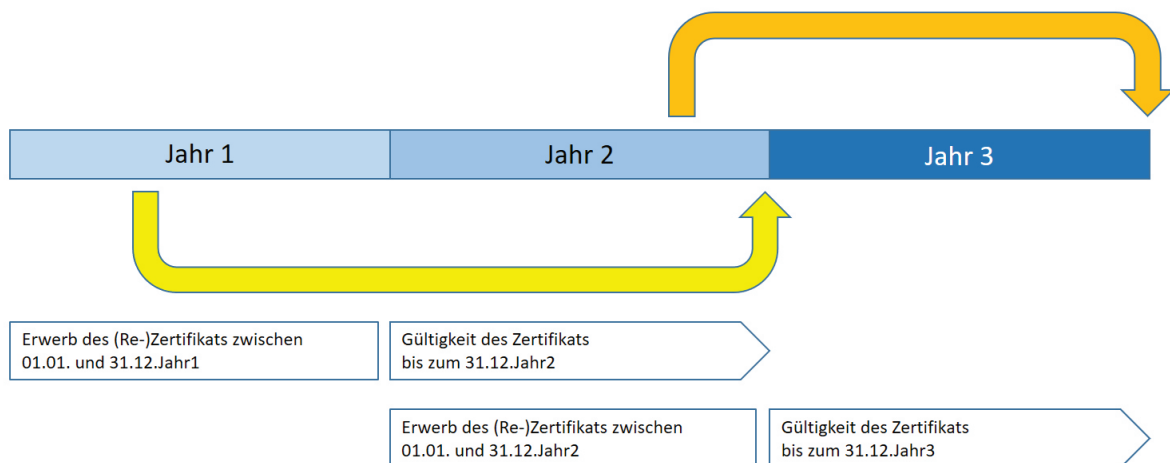 Jahr 1
Jahr 2
Jahr 3
Erwerb des (Re-)Zertifikats zwischen
01.01. und 31.12.Jahr1
Gültigkeit des Zertifikats
bis zum 31.12.Jahr2
Erwerb des (Re-)Zertifikats zwischen
01.01. und 31.12.Jahr2
Gültigkeit des Zertifikats
bis zum 31.12.Jahr3